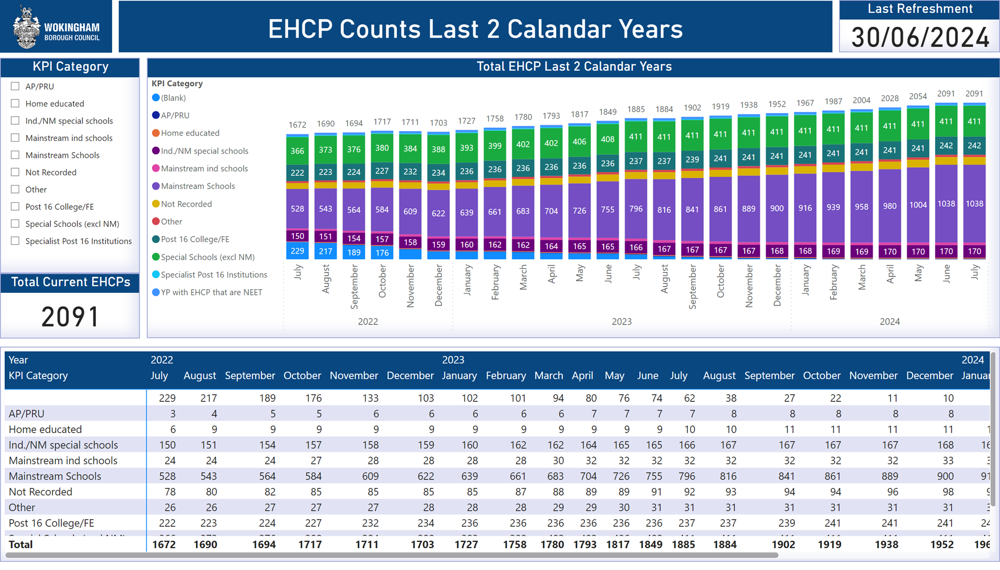 WOKINGHAM
BOROUGH COUNCIL
EHCP Counts Last 2 Calandar Years
Last Refreshment
30/06/2024
KPI Category
AP/PRU
Home educated
Ind./NM special schools
Mainstream ind schools
Mainstream Schools
Not Recorded
Other
Post 16 College/FE
Special Schools (excl NM)
Specialist Post 16 Institutions
Total Current EHCPs
2091
Total EHCP Last 2 Calandar Years
KPI Category
(Blank)
AP/PRU
Home educated
Ind./NM special schools
Mainstream ind schools
Mainstream Schools
Not Recorded
Other
Post 16 College/FE
Special Schools (excl NM)
Specialist Post 16 Institutions
YP with EHCP that are NEET
1672 1690 1694 1717 1711 1703 1727 1758 1780 1793 1817 1849 1885 1884 1902 1919 1938 1952 1967 1987 2004 2028 2054 2091 2091
366 373 376 380 384 388 393 399 402 402 406 408 411 411 411 411 411 411 411 411 411 411 411 411 411
222 223 224 227 232 234 236 236 236 236 236 236 237 237 239 241 241 241 241 241 241 241 241 242 242
528 543 564 584 609 622 639 661 683 704 726 755 796 816 841 861 889 900 916 939 958 980 1004 1038 1038
150 151 154 157 158 159 160 162 162 164 165 165 166 167 167 167 167 168 168 169 169 170 170 170 170
229 217 189 176
July August September October November December January February March April May June July August September October November December January February March April May June July
2022 2023 2024
Year 2022 2023 2024
KPI Category July August September October November December January February March April May June July August September October November December Januar
229 217 189 176 133 103 102 101 94 80 76 74 62 38 27 22 11 10
AP/PRU 3 4 5 5 6 6 6 6 6 7 7 7 7 8 8 8 8 8
Home educated 6 9 9 9 9 9 9 9 9 9 9 9 10 10 11 11 11 11
Ind./NM special schools 150 151 154 157 158 159 160 162 162 164 165 165 166 167 167 167 167 168 16
Mainstream ind schools 24 24 24 27 28 28 28 28 30 32 32 32 32 32 32 32 32 33
Mainstream Schools 528 543 564 584 609 622 639 661 683 704 726 755 796 816 841 861 889 900 91
Not Recorded 78 80 82 85 85 85 85 87 88 89 89 91 92 93 94 94 96 98
Other 26 26 27 27 27 28 28 28 29 29 30 31 31 31 31 31 31 31
Post 16 College/FE 222 223 224 227 232 234 236 236 236 236 236 236 237 237 239 241 241 241 24
Total 1672 1690 1694 1717 1711 1703 1727 1758 1780 1793 1817 1849 1885 1884 1902 1919 1938 1952 196